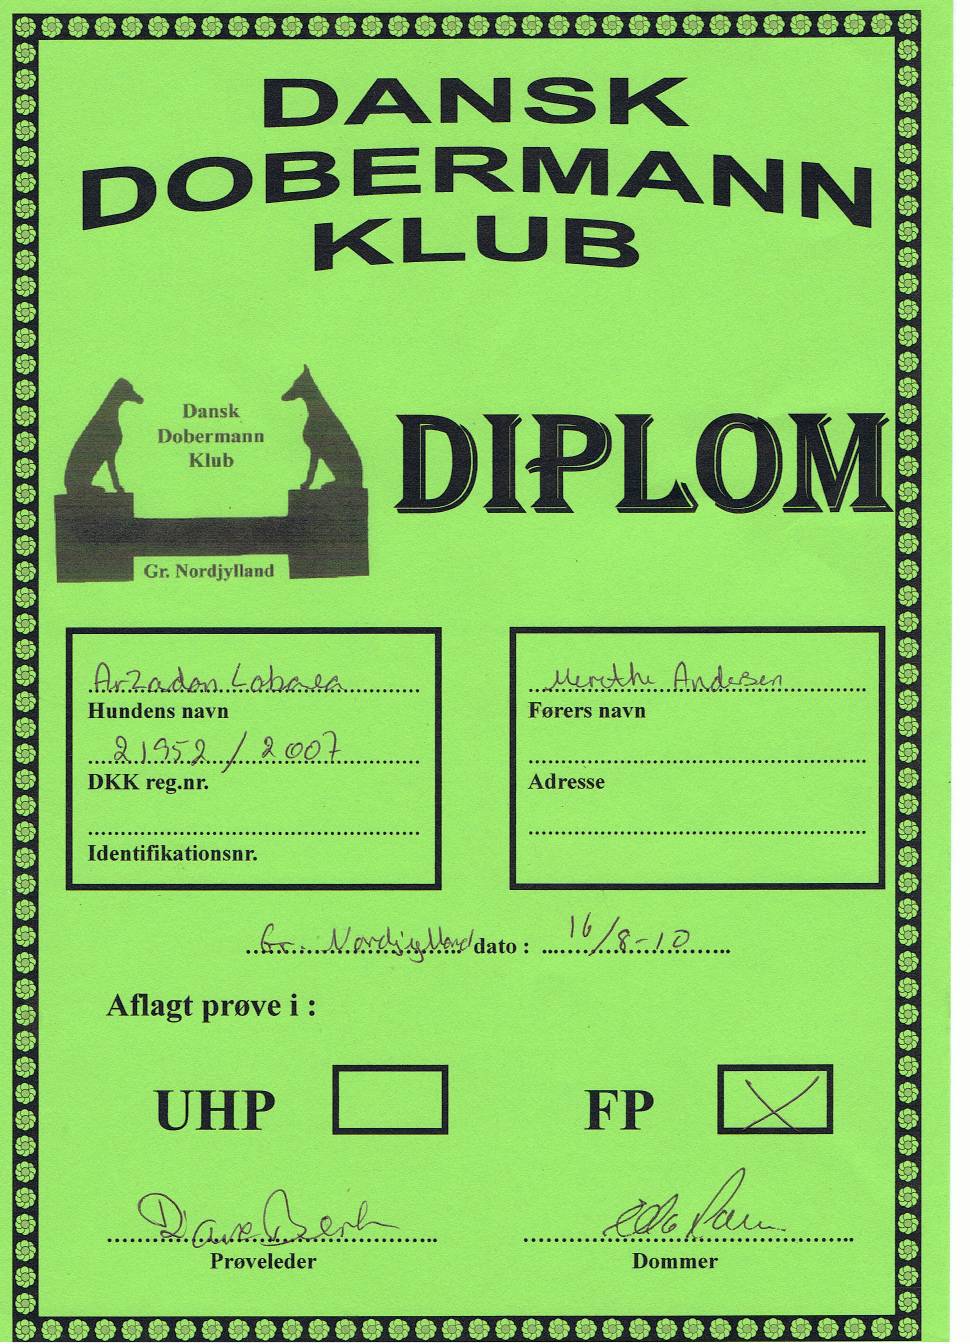 DANSK
DOBERMANN
KLUB
Dansk
Dobermann
Klub
Gr. Nordjylland
DIPLOM
Arzadon
Hundens navn
21952 / 2007
DKK reg.nr.
Identifikationsnr.
Merethe Andersen
Førers navn
Adresse
Gr. Nordjylland dato : 16/8-10
Aflagt prøve i :
UHP
FP
Prøveleder
Dommer